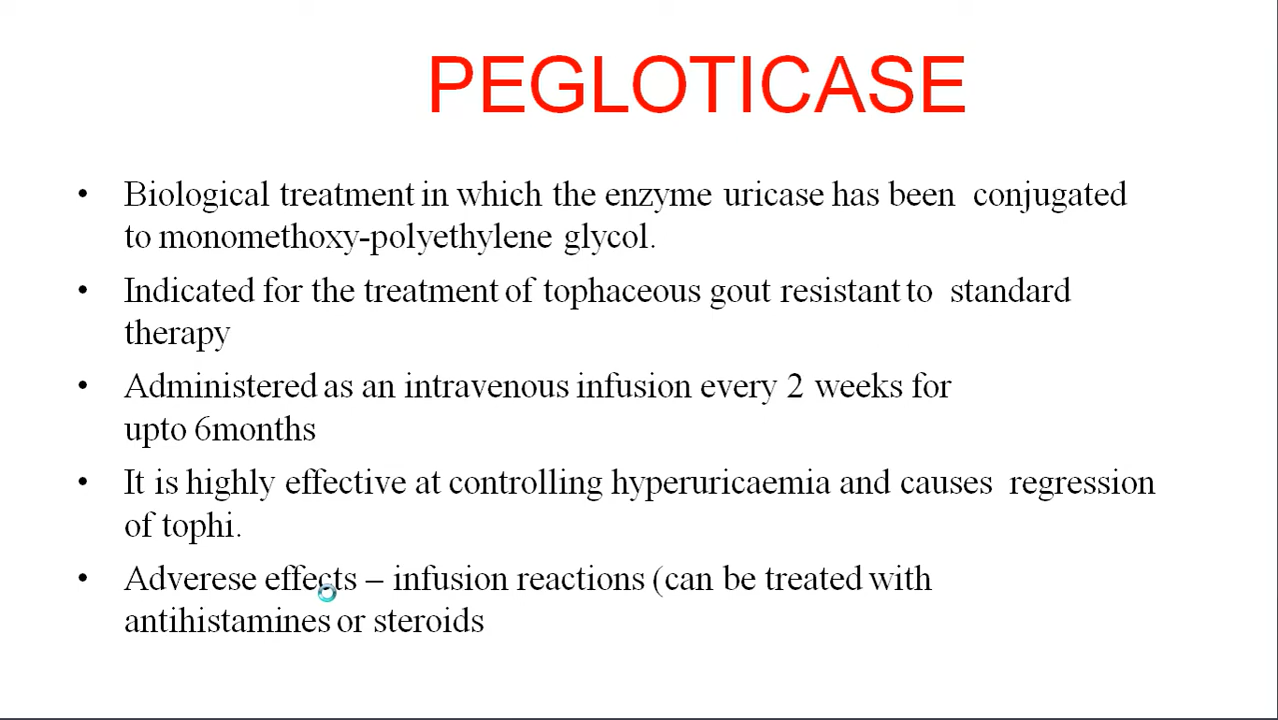 PEGLOTICASE
• Biological treatment in which the enzyme uricase has been conjugated
to monomethoxy-polyethylene glycol.
• Indicated for the treatment of tophaceous gout resistant to standard
therapy
• Administered as an intravenous infusion every 2 weeks for
upto 6months
• It is highly effective at controlling hyperuricaemia and causes regression
of tophi.
• Adverese effects – infusion reactions (can be treated with
antihistamines or steroids